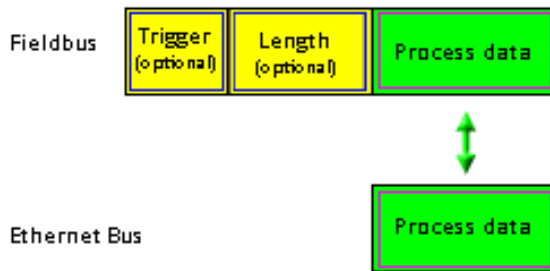 Fieldbus
Trigger
(optional)
Length
(optional)
Process data
Ethernet Bus
Process data